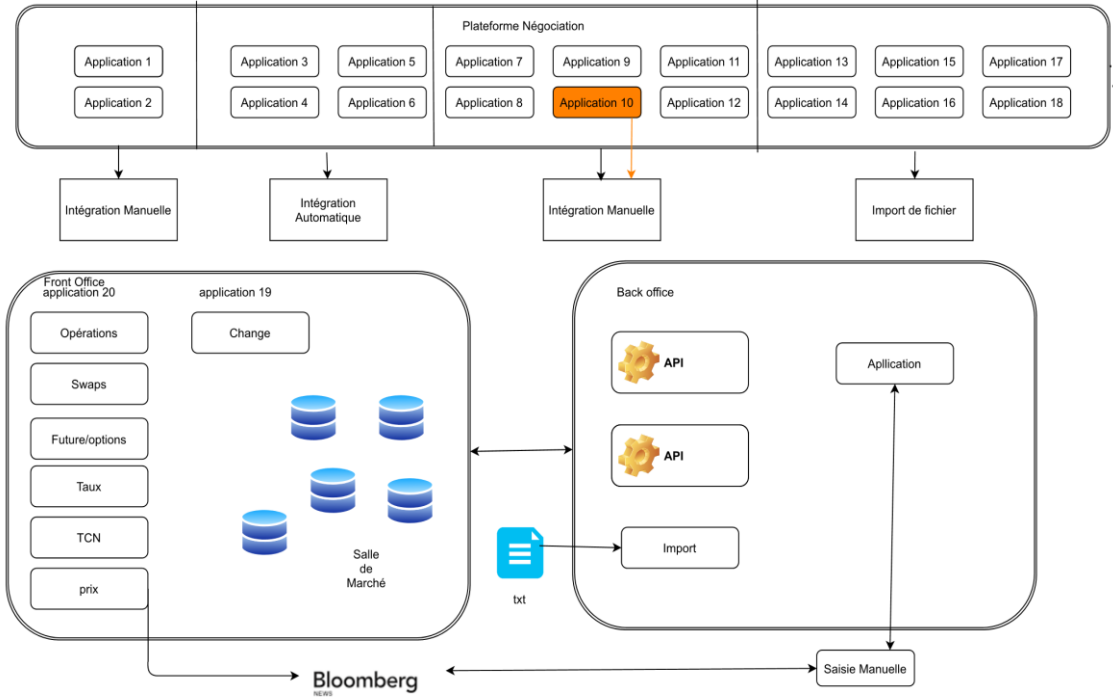 Plateforme Négociation
Application 1
Application 3
Application 5
Application 7
Application 9
Application 11
Application 13
Application 15
Application 17
Application 2
Application 4
Application 6
Application 8
Application 10
Application 12
Application 14
Application 16
Application 18
Intégration Manuelle
Intégration
Automatique
Intégration Manuelle
Import de fichier
Front Office
application 20
application 19
Opérations
Change
Swaps
Future/options
Taux
TCN
prix
Salle
de
Marché
Back office
API
Apllication
API
Import
txt
Bloomberg
NEWS
Saisie Manuelle